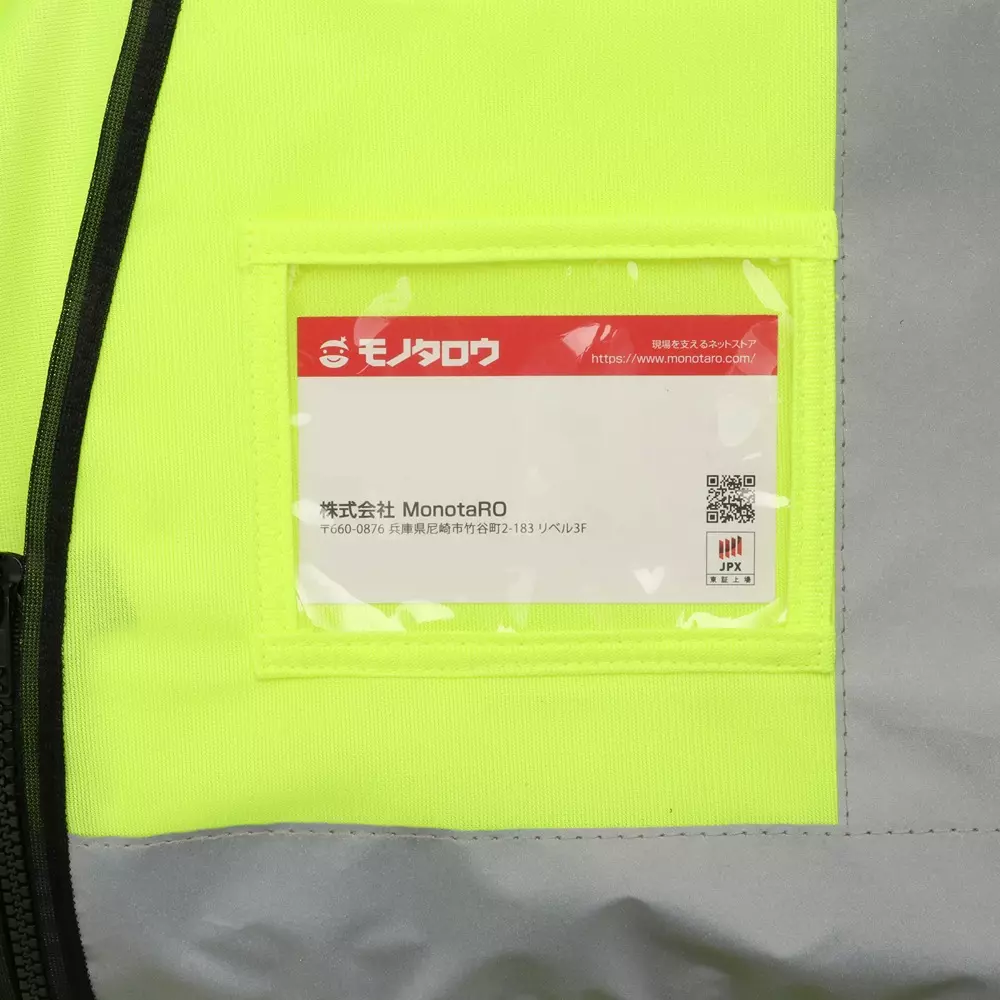 モノタロウ
現場を支えるネットストア
https://www.monotaro.com/
株式会社 MonotaRO
〒660-0876 兵庫県尼崎市竹谷町2-183 リベル3F
JPX
東証上場